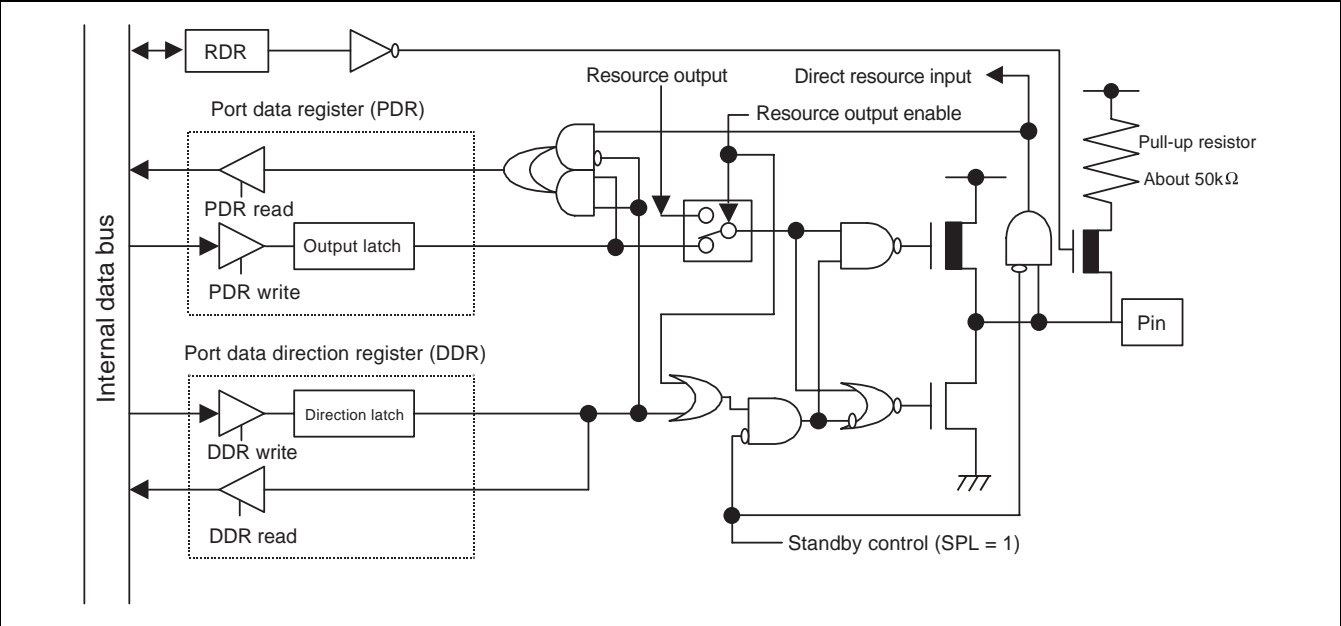 RDR
Resource output
Direct resource input
Port data register (PDR)
Resource output enable
Pull-up resistor
About 50kΩ
PDR read
Output latch
PDR write
Internal data bus
Pin
Port data direction register (DDR)
Direction latch
DDR write
DDR read
Standby control (SPL = 1)